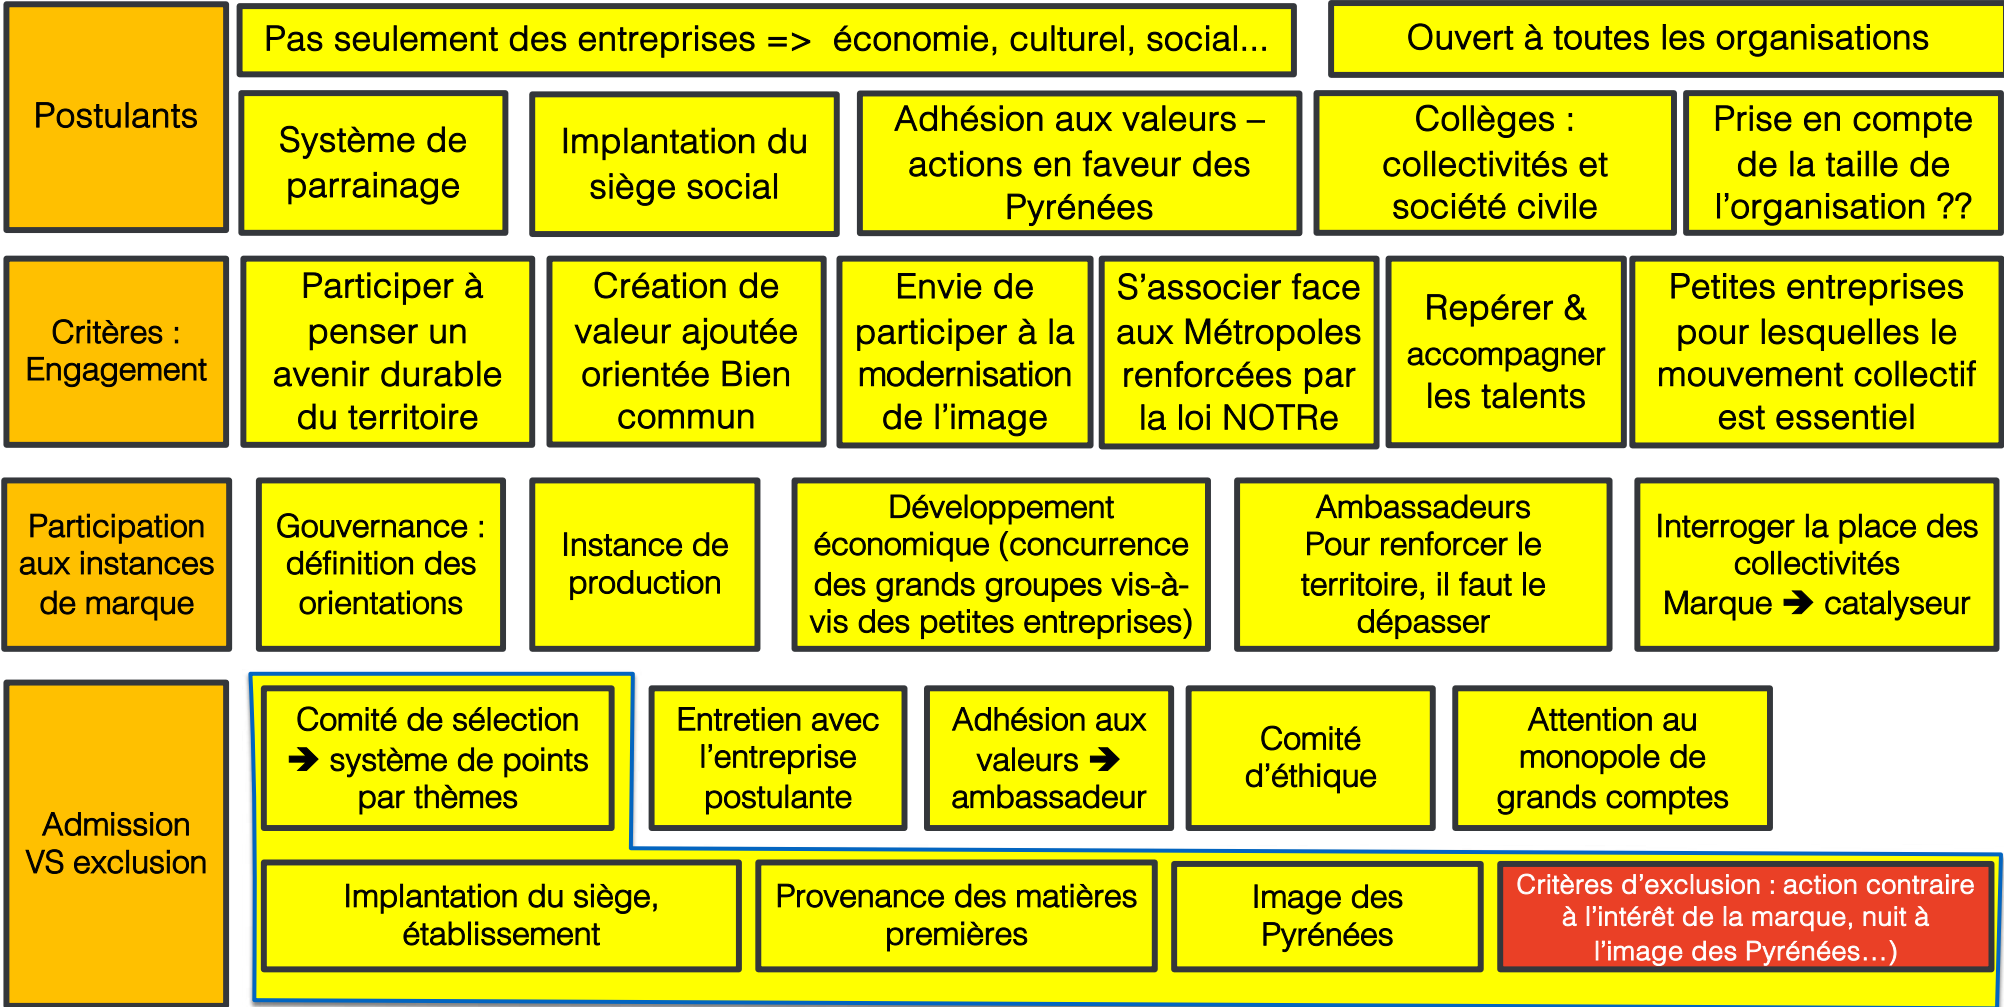 Postulants
Pas seulement des entreprises => économie, culturel, social...
Ouvert à toutes les organisations
Système de
parrainage
Implantation du
siège social
Adhésion aux valeurs –
actions en faveur des
Pyrénées
Collèges :
collectivités et
société civile
Prise en compte
de la taille de
l'organisation ??
Critères :
Engagement
Participer à
penser un
avenir durable
du territoire
Création de
valeur ajoutée
orientée Bien
commun
Envie de
participer à la
modernisation
de l'image
S'associer face
aux Métropoles
renforcées par
la loi NOTRe
Repérer &
accompagner
les talents
Petites entreprises
pour lesquelles le
mouvement collectif
est essentiel
Participation
aux instances
de marque
Gouvernance :
définition des
orientations
Instance de
production
Développement
économique (concurrence
des grands groupes vis-à-
vis des petites entreprises)
Ambassadeurs
Pour renforcer le
territoire, il faut le
dépasser
Interroger la place des
collectivités
Marque ➔ catalyseur
Admission
VS exclusion
Comité de sélection
➔ système de points
par thèmes
Entretien avec
l'entreprise
postulante
Adhésion aux
valeurs ➔
ambassadeur
Comité
d'éthique
Attention au
monopole de
grands comptes
Implantation du siège,
établissement
Provenance des matières
premières
Image des
Pyrénées
Critères d'exclusion : action contraire
à l'intérêt de la marque, nuit à
l'image des Pyrénées...)